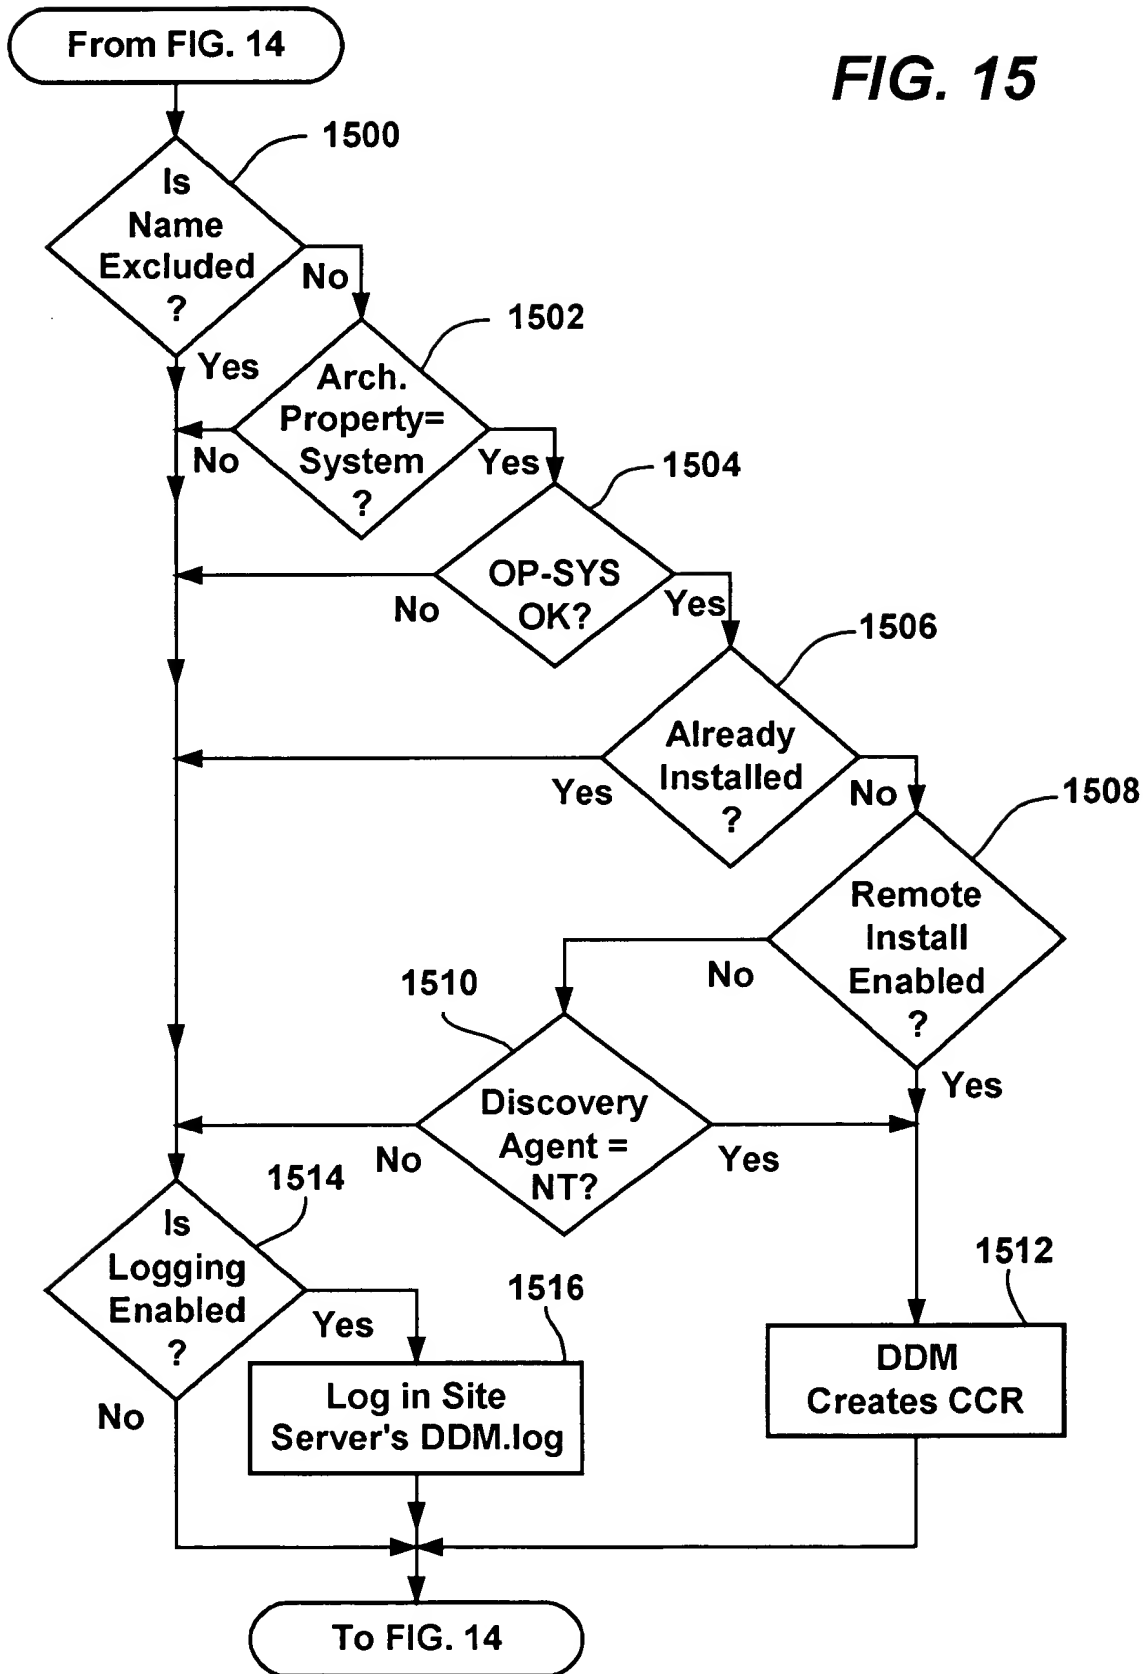 From FIG. 14
FIG. 15
1500
Is
Name
Excluded
?
No
Yes
1502
Arch.
Property=
System
?
No
Yes
1504
OP-SYS
OK?
No
Yes
1506
Already
Installed
?
Yes
No
1508
Remote
Install
Enabled
?
No
Yes
1510
Discovery
Agent =
NT?
No
Yes
1514
Is
Logging
Enabled
?
Yes
No
1516
Log in Site
Server's DDM.log
1512
DDM
Creates CCR
To FIG. 14